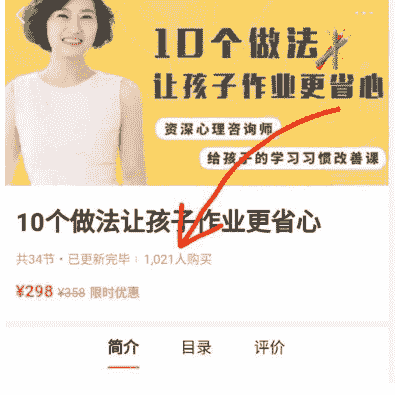 10个做法
让孩子作业更省心
资深心理咨询师
给孩子的学习习惯改善课
10个做法让孩子作业更省心
共34节·已更新完毕 | 1,021人购买
¥298 ¥358 限时优惠
简介 目录 评价